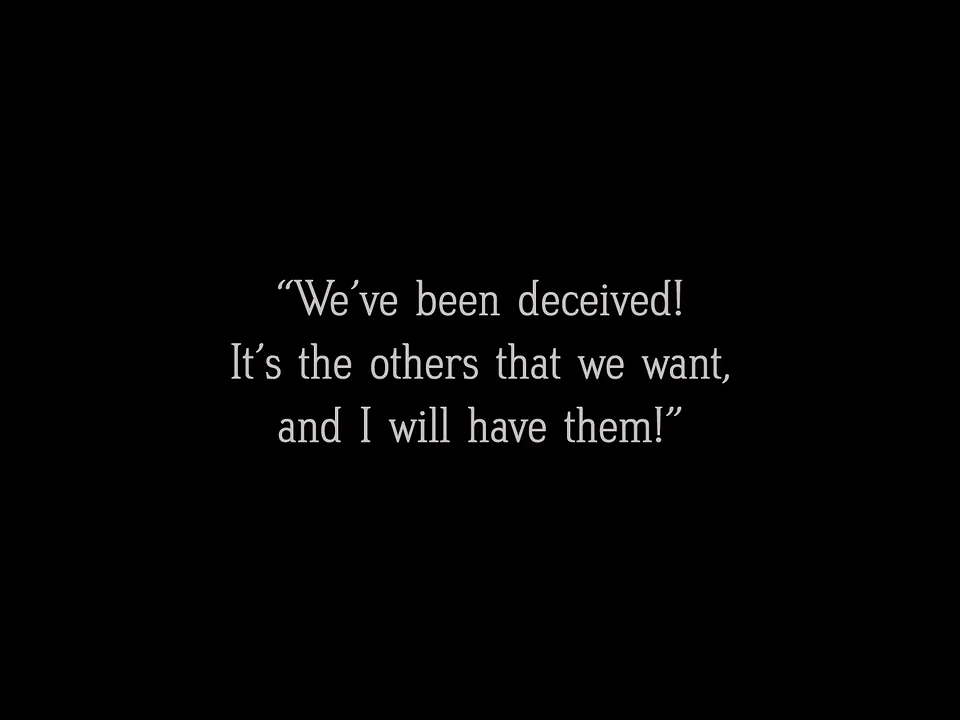 “We’ve been deceived!
It’s the others that we want,
and I will have them!”